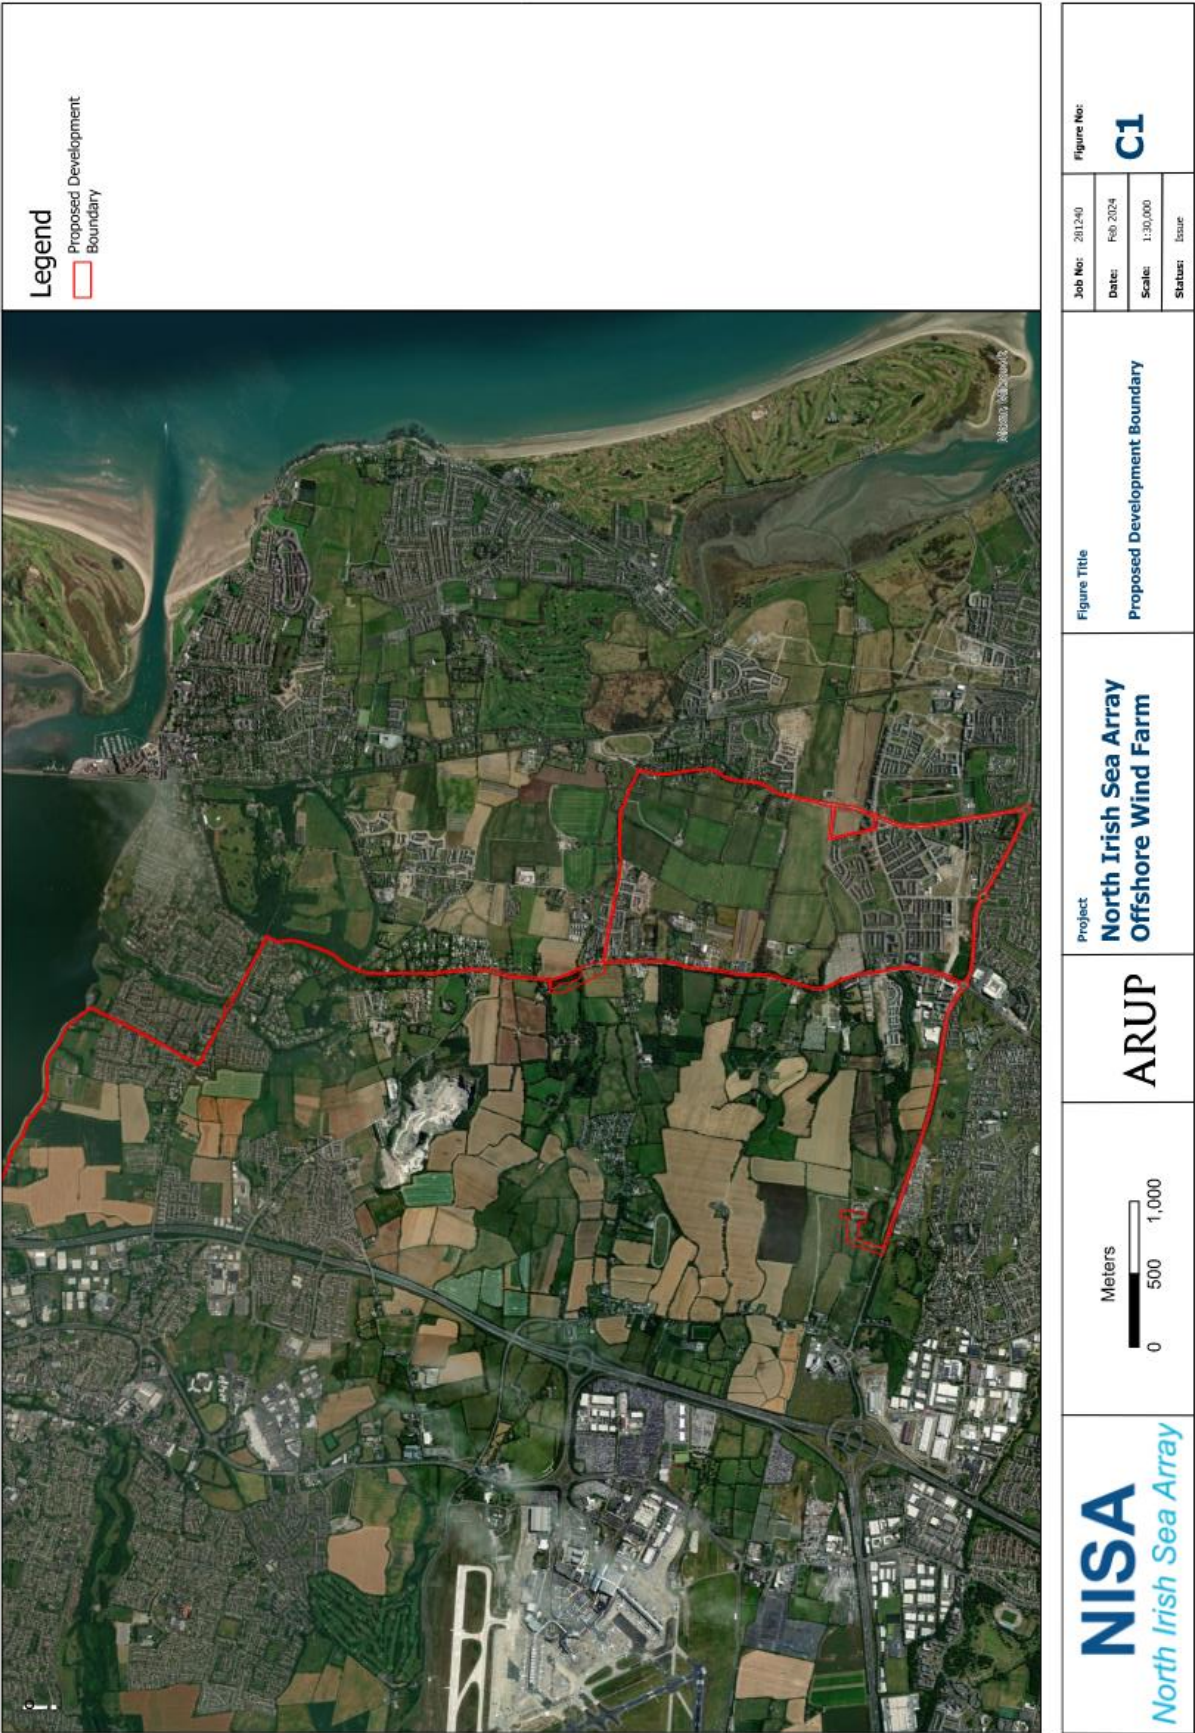 Legend
Proposed Development
Boundary
NISA
North Irish Sea Array
Meters
0 500 1,000
ARUP
Project
North Irish Sea Array
Offshore Wind Farm
Figure Title
Proposed Development Boundary
Job No: 281240
Date: Feb 2024
Scale: 1:30,000
Status: Issue
Figure No:
C1